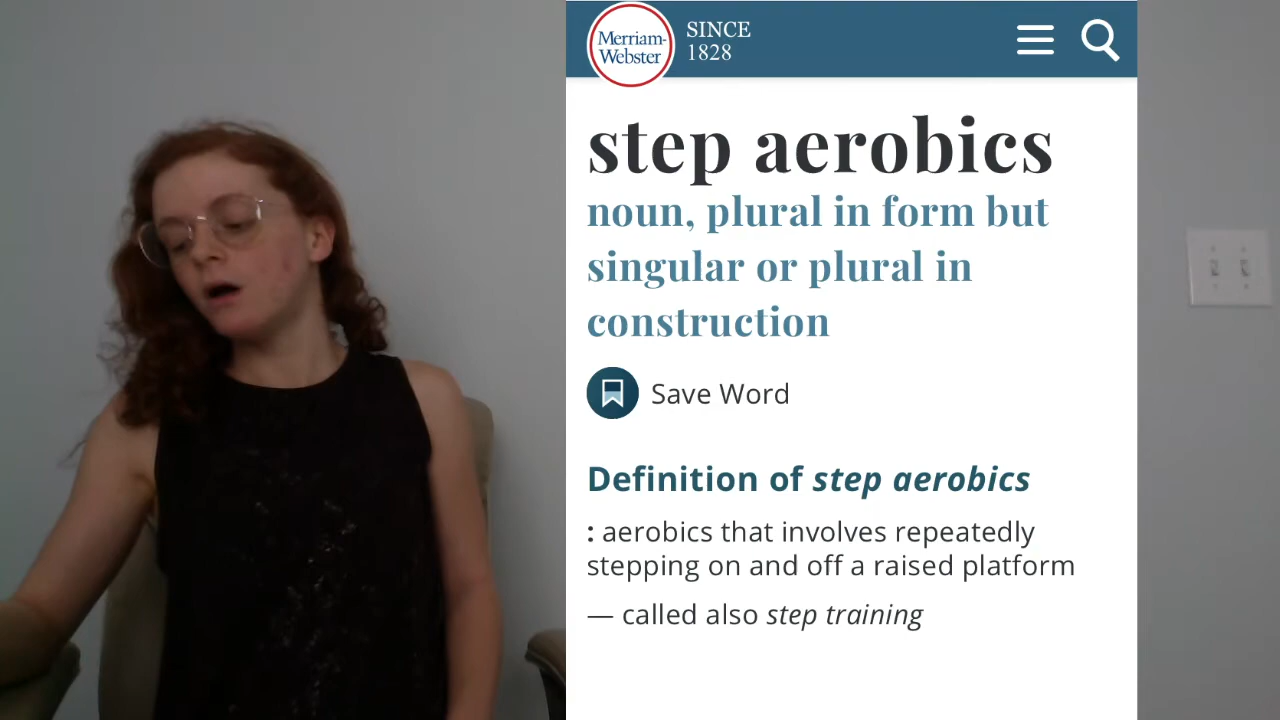 Merriam-
Webster
SINCE
1828
step aerobics
noun, plural in form but
singular or plural in
construction
Save Word
Definition of step aerobics
: aerobics that involves repeatedly
stepping on and off a raised platform
— called also step training